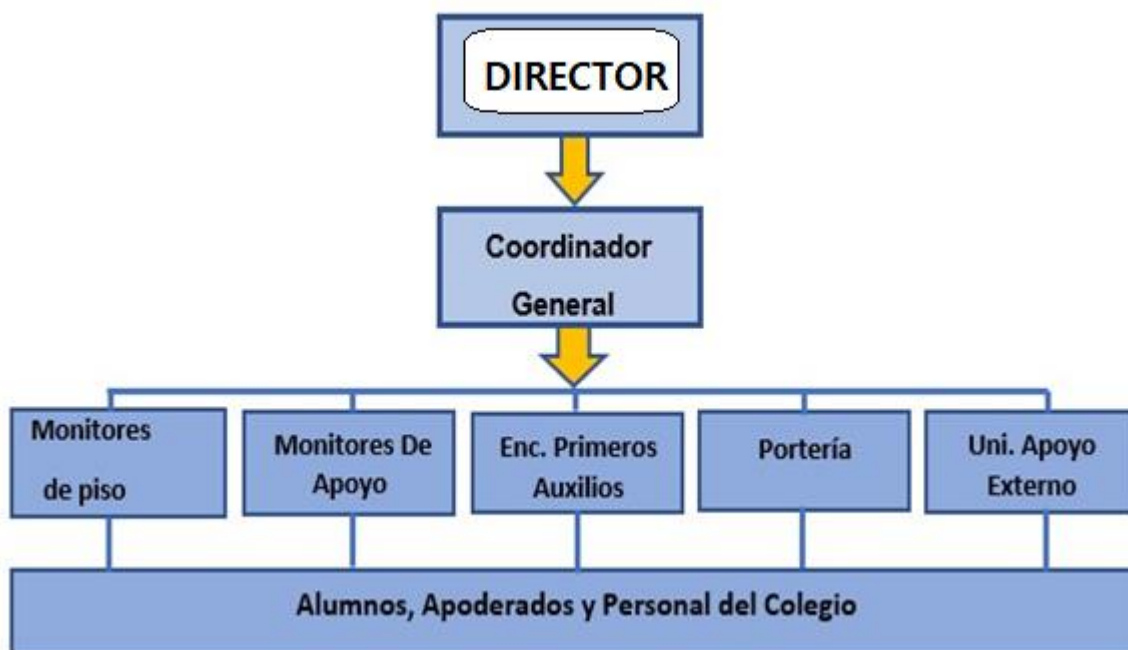 DIRECTOR
Coordinador
General
Monitores
de piso
Monitores De
Apoyo
Enc. Primeros
Auxilios
Portería
Uni. Apoyo
Externo
Alumnos, Apoderados y Personal del Colegio